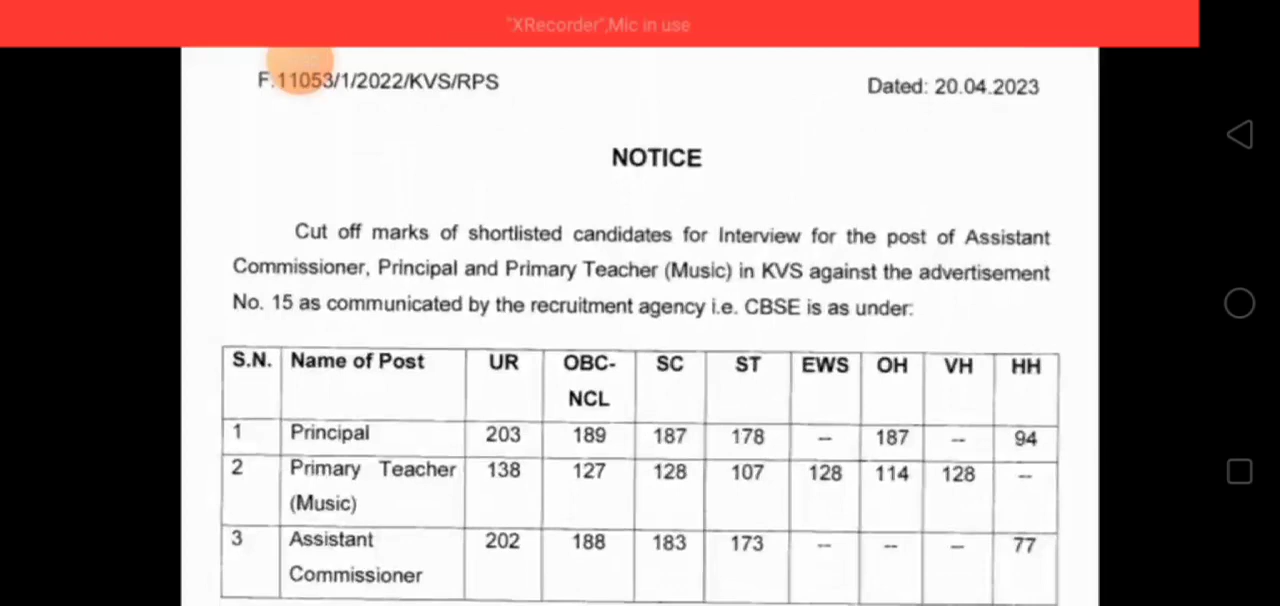 "XRecorder",Mic in use
F.11053/1/2022/KVS/RPS Dated: 20.04.2023
NOTICE
Cut off marks of shortlisted candidates for Interview for the post of Assistant
Commissioner, Principal and Primary Teacher (Music) in KVS against the advertisement
No. 15 as communicated by the recruitment agency i.e. CBSE is as under:
S.N. Name of Post UR OBC- SC ST EWS OH VH HH
NCL
1 Principal 203 189 187 178 -- 187 -- 94
2 Primary Teacher 138 127 128 107 128 114 128 --
(Music)
3 Assistant 202 188 183 173 -- -- -- 77
Commissioner